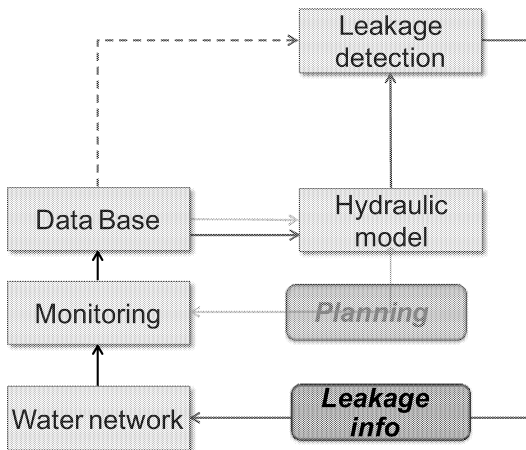 Leakage
detection
Data Base
Hydraulic
model
Monitoring
Planning
Water network
Leakage
info